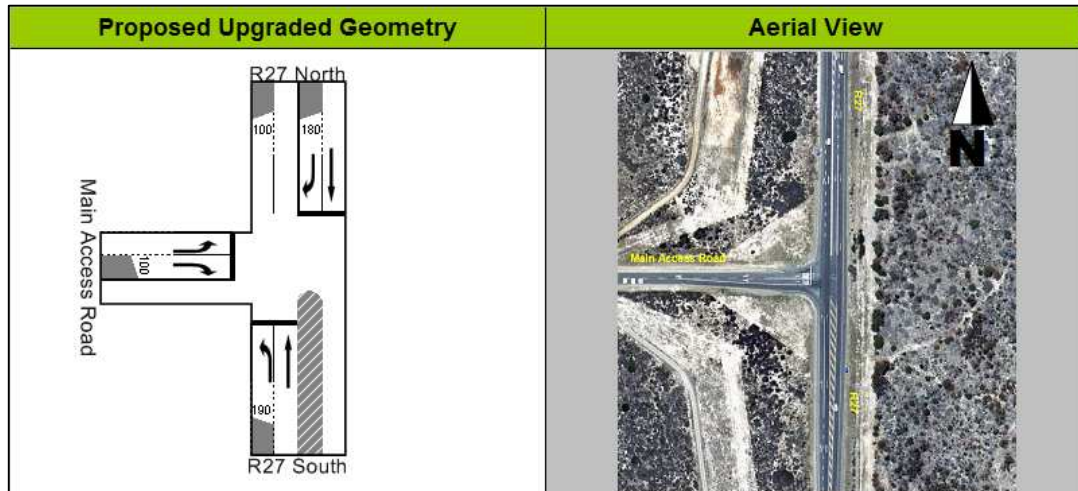 Proposed Upgraded Geometry
Aerial View
R27 North
100
180
Main Access Road
100
190
R27 South
R27
N
Main Access Road
R27